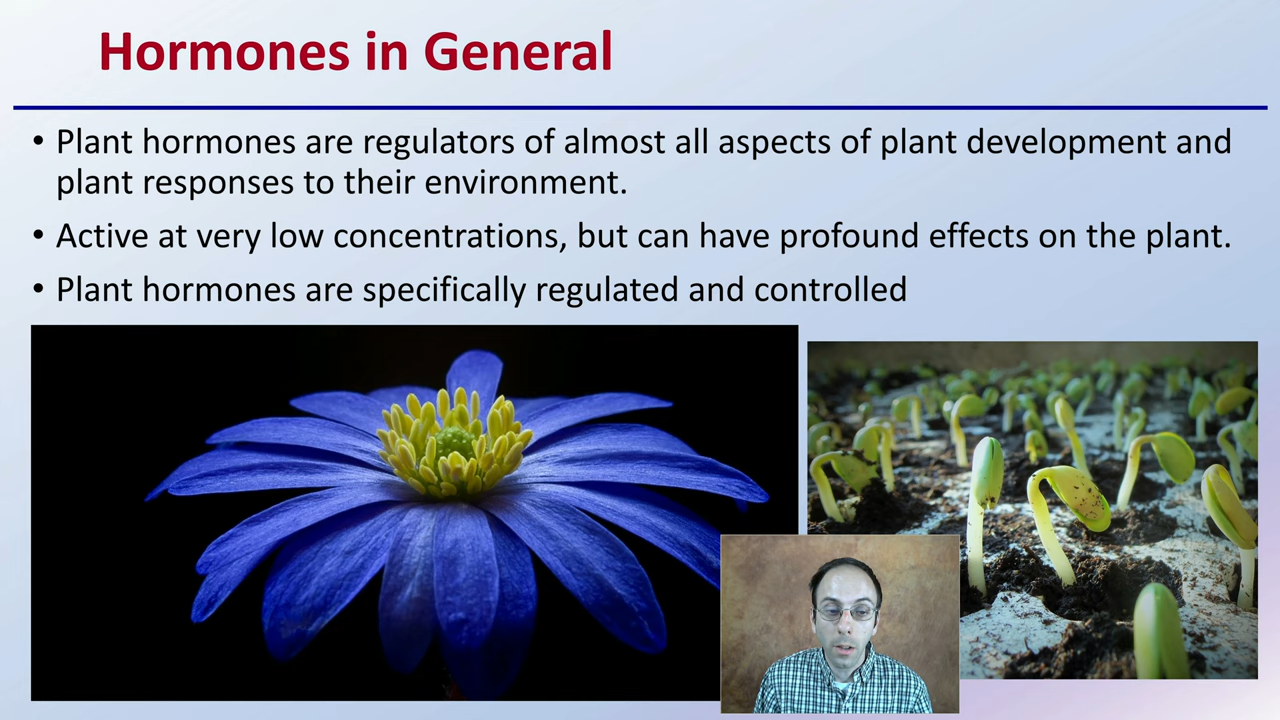 Hormones in General
• Plant hormones are regulators of almost all aspects of plant development and
plant responses to their environment.
• Active at very low concentrations, but can have profound effects on the plant.
• Plant hormones are specifically regulated and controlled